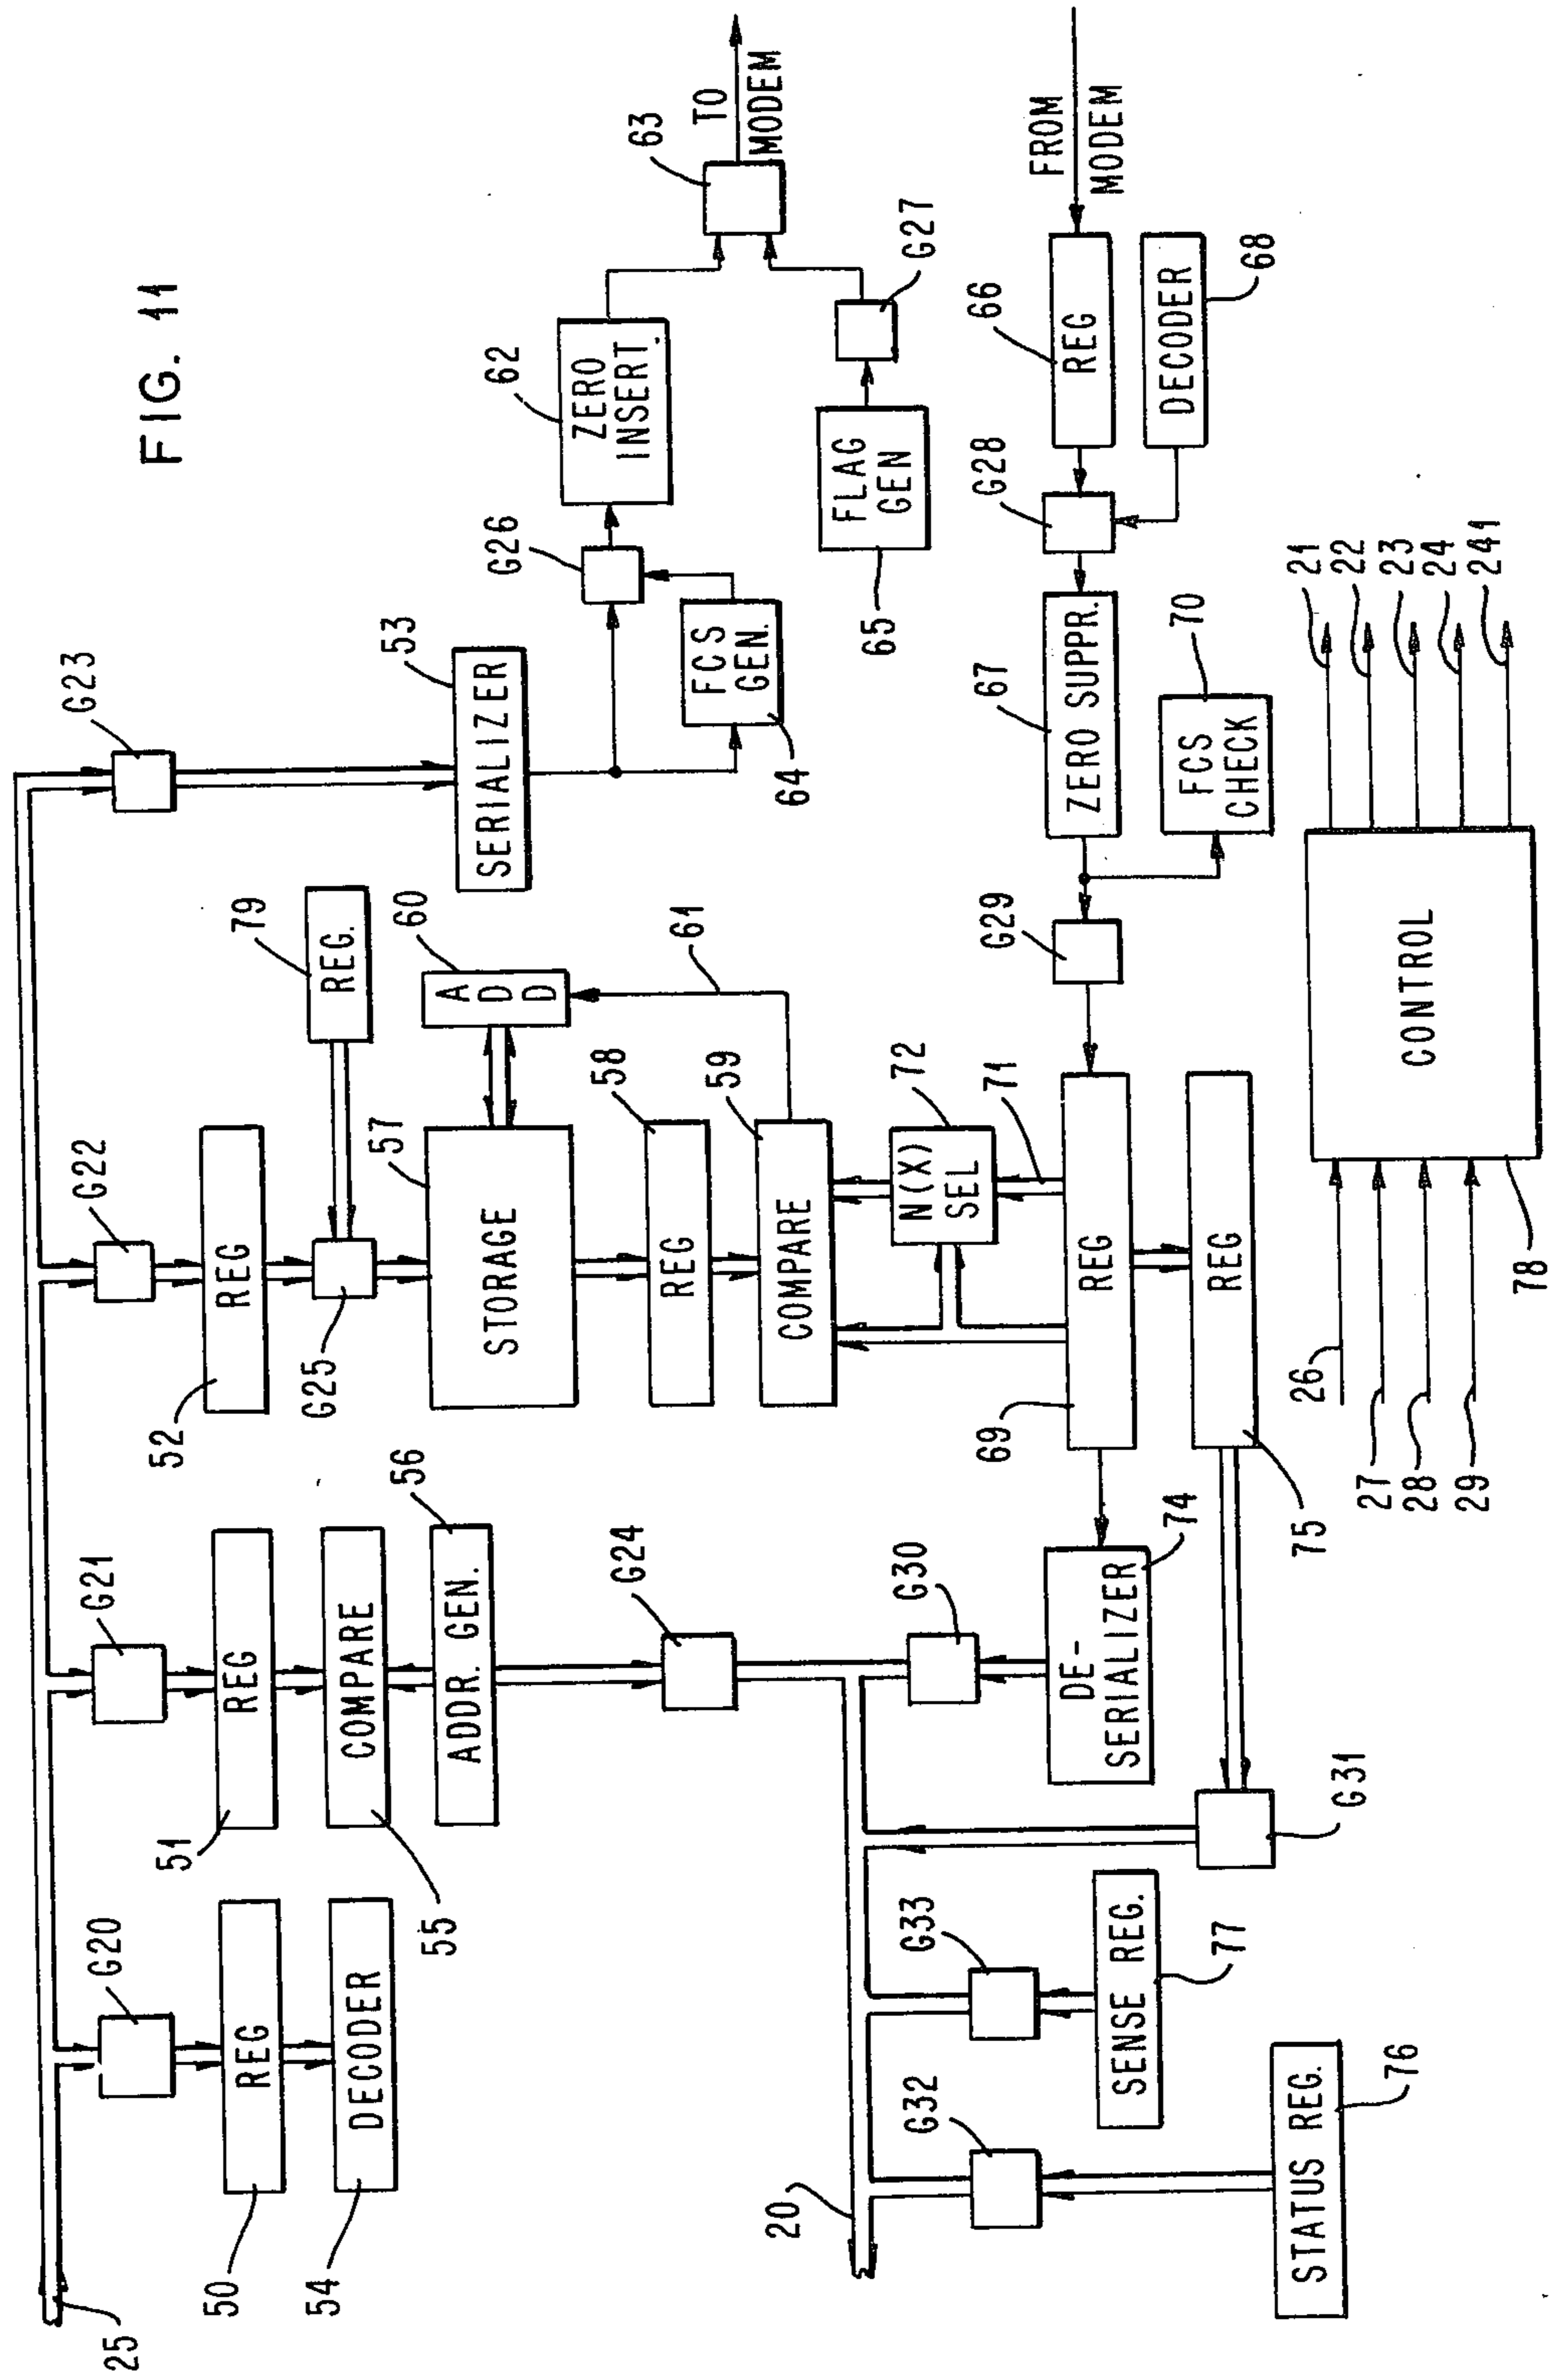 FIG. 11
25
G20
50
REG
54
DECODER
G21
51
REG
55
COMPARE
56
ADDR. GEN.
G24
G22
52
REG
G25
79
REG.
57
STORAGE
60
ADD
61
58
REG
59
COMPARE
72
N(X)
SEL
71
G23
53
SERIALIZER
G26
64
FCS
GEN.
62
ZERO
INSERT.
65
FLAG
GEN
G27
63
TO
MODEM
FROM
MODEM
66
REG
68
DECODER
G28
67
ZERO SUPPR.
70
FCS
CHECK
G29
69
REG
75
REG
74
DE-
SERIALIZER
G30
G31
20
G33
SENSE REG.
77
G32
STATUS REG.
76
CONTROL
78
26
27
28
29
21
22
23
24
241